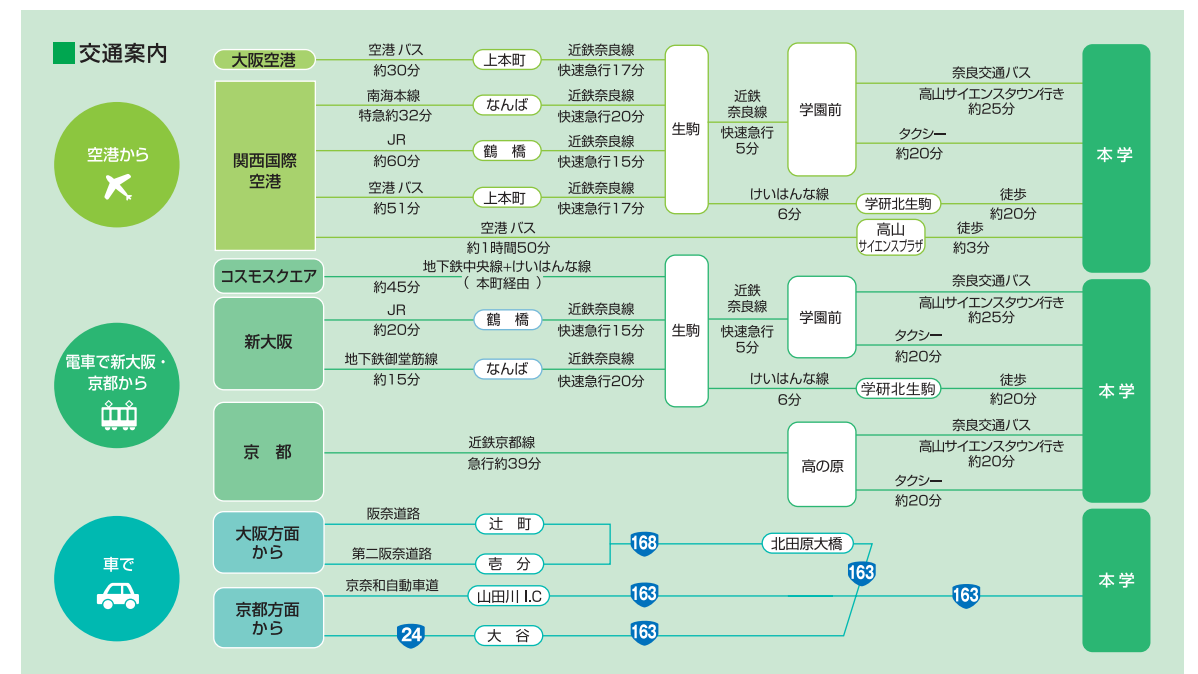 交通案内
空港から
大阪空港
空港バス
約30分
上本町
近鉄奈良線
快速急行17分
関西国際
空港
南海本線
特急約32分
なんば
近鉄奈良線
快速急行20分
JR
約60分
鶴 橋
近鉄奈良線
快速急行15分
空港バス
約51分
上本町
近鉄奈良線
快速急行17分
生駒
近鉄
奈良線
快速急行
5分
学園前
奈良交通バス
高山サイエンスタウン行き
約25分
タクシー
約20分
けいはんな線
6分
学研北生駒
徒歩
約20分
空港バス
約1時間50分
高山
サイエンスプラザ
徒歩
約3分
本学
電車で新大阪・
京都から
コスモスクエア
地下鉄中央線+けいはんな線
約45分
( 本町経由 )
新大阪
JR
約20分
鶴 橋
近鉄奈良線
快速急行15分
地下鉄御堂筋線
約15分
なんば
近鉄奈良線
快速急行20分
生駒
近鉄
奈良線
快速急行
5分
学園前
奈良交通バス
高山サイエンスタウン行き
約25分
タクシー
約20分
けいはんな線
6分
学研北生駒
徒歩
約20分
京 都
近鉄京都線
急行約39分
高の原
奈良交通バス
高山サイエンスタウン行き
約20分
タクシー
約20分
本学
車で
大阪方面
から
阪奈道路
辻 町
第二阪奈道路
壱 分
168
北田原大橋
163
京都方面
から
京奈和自動車道
山田川I.C
163
163
24
大 谷
163
本学